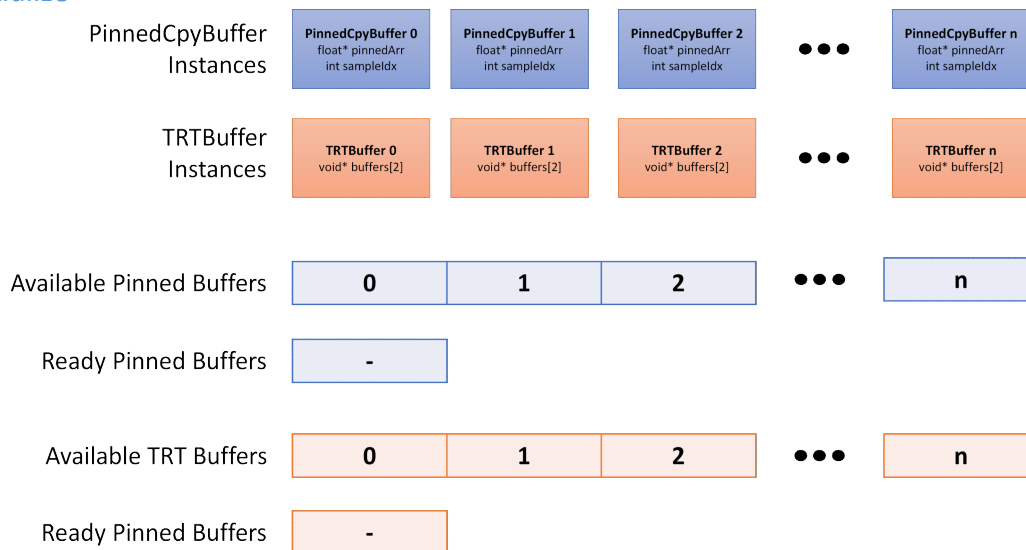 PinnedCpyBuffer
Instances
PinnedCpyBuffer 0
float* pinnedArr
int sampleIdx
PinnedCpyBuffer 1
float* pinnedArr
int sampleIdx
PinnedCpyBuffer 2
float* pinnedArr
int sampleIdx
●●●
PinnedCpyBuffer n
float* pinnedArr
int sampleIdx
TRTBuffer
Instances
TRTBuffer 0
void* buffers[2]
TRTBuffer 1
void* buffers[2]
TRTBuffer 2
void* buffers[2]
●●●
TRTBuffer n
void* buffers[2]
Available Pinned Buffers
0 1 2 ●●● n
Ready Pinned Buffers
-
Available TRT Buffers
0 1 2 ●●● n
Ready Pinned Buffers
-